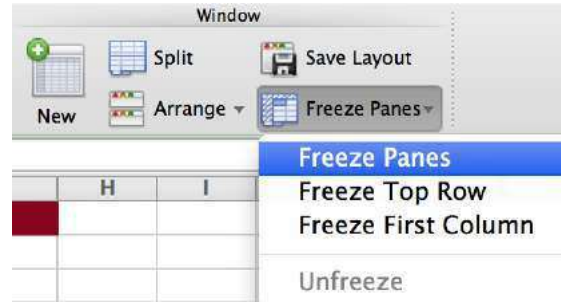 Window
Split
Save Layout
New
Arrange
Freeze Panes
Freeze Panes
H I
Freeze Top Row
Freeze First Column
Unfreeze